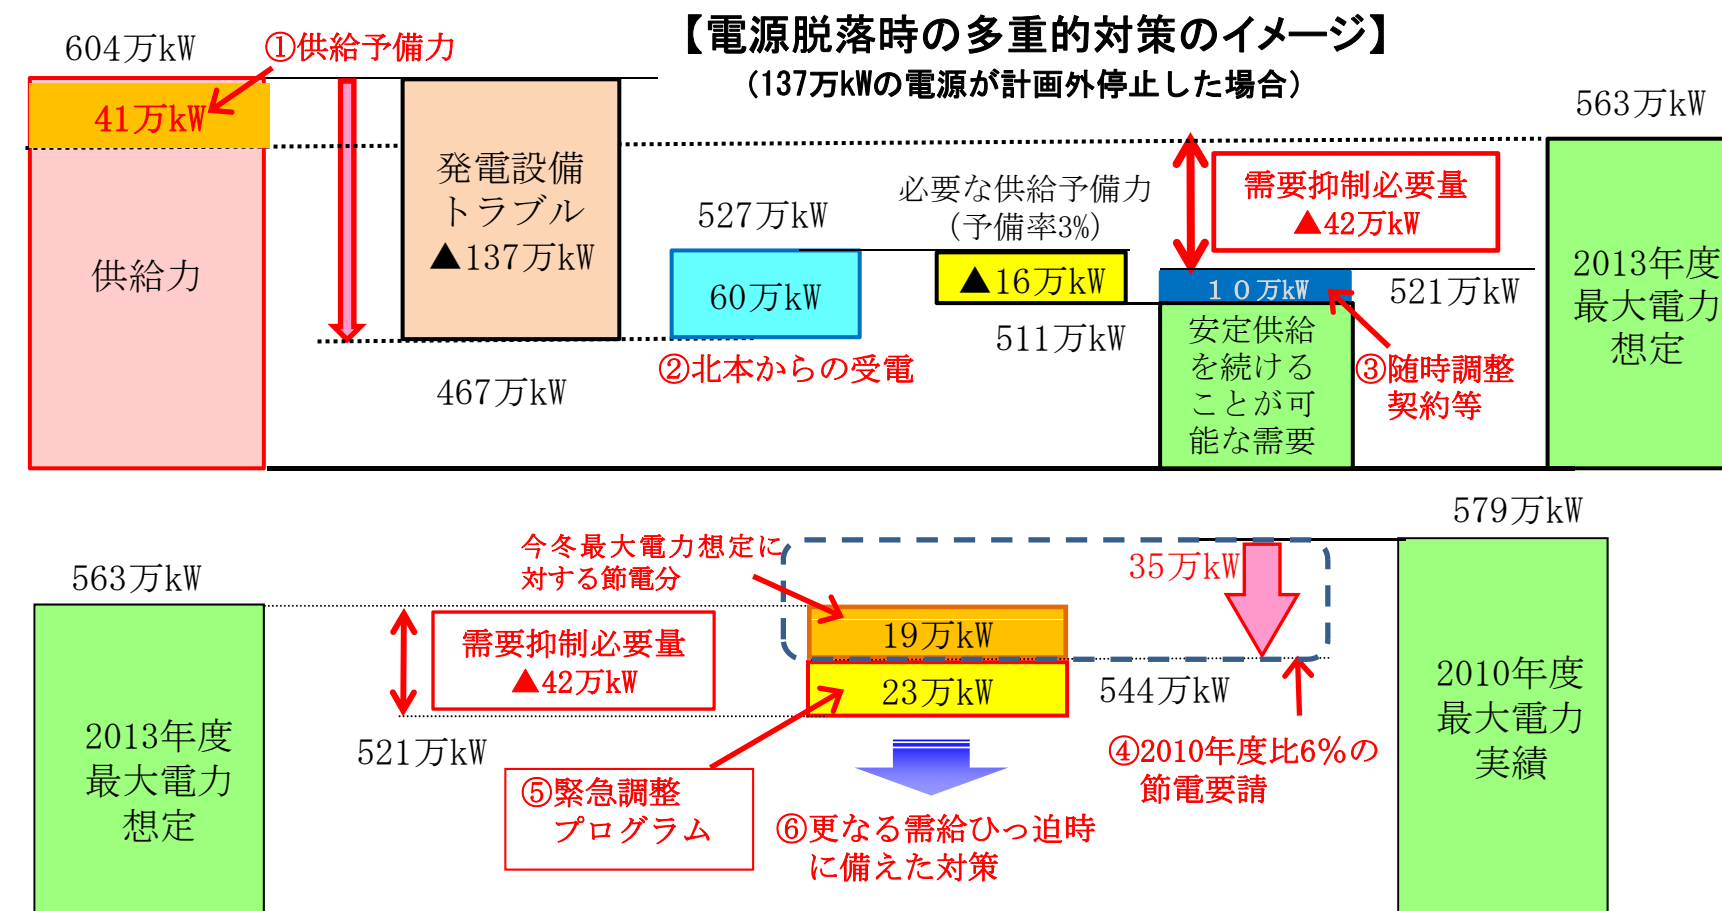 【電源脱落時の多重的対策のイメージ】
(137万kWの電源が計画外停止した場合)
604万kW
①供給予備力
41万kW
供給力
発電設備
トラブル
▲137万kW
467万kW
527万kW
60万kW
②北本からの受電
必要な供給予備力
(予備率3%)
▲16万kW
511万kW
需要抑制必要量
▲42万kW
10万kW
521万kW
安定供給
を続ける
ことが可
能な需要
③随時調整
契約等
563万kW
2013年度
最大電力
想定
563万kW
2013年度
最大電力
想定
需要抑制必要量
▲42万kW
521万kW
今冬最大電力想定に
対する節電分
19万kW
23万kW
⑤緊急調整
プログラム
35万kW
544万kW
④2010年度比6%の
節電要請
⑥更なる需給ひっ迫時
に備えた対策
579万kW
2010年度
最大電力
実績